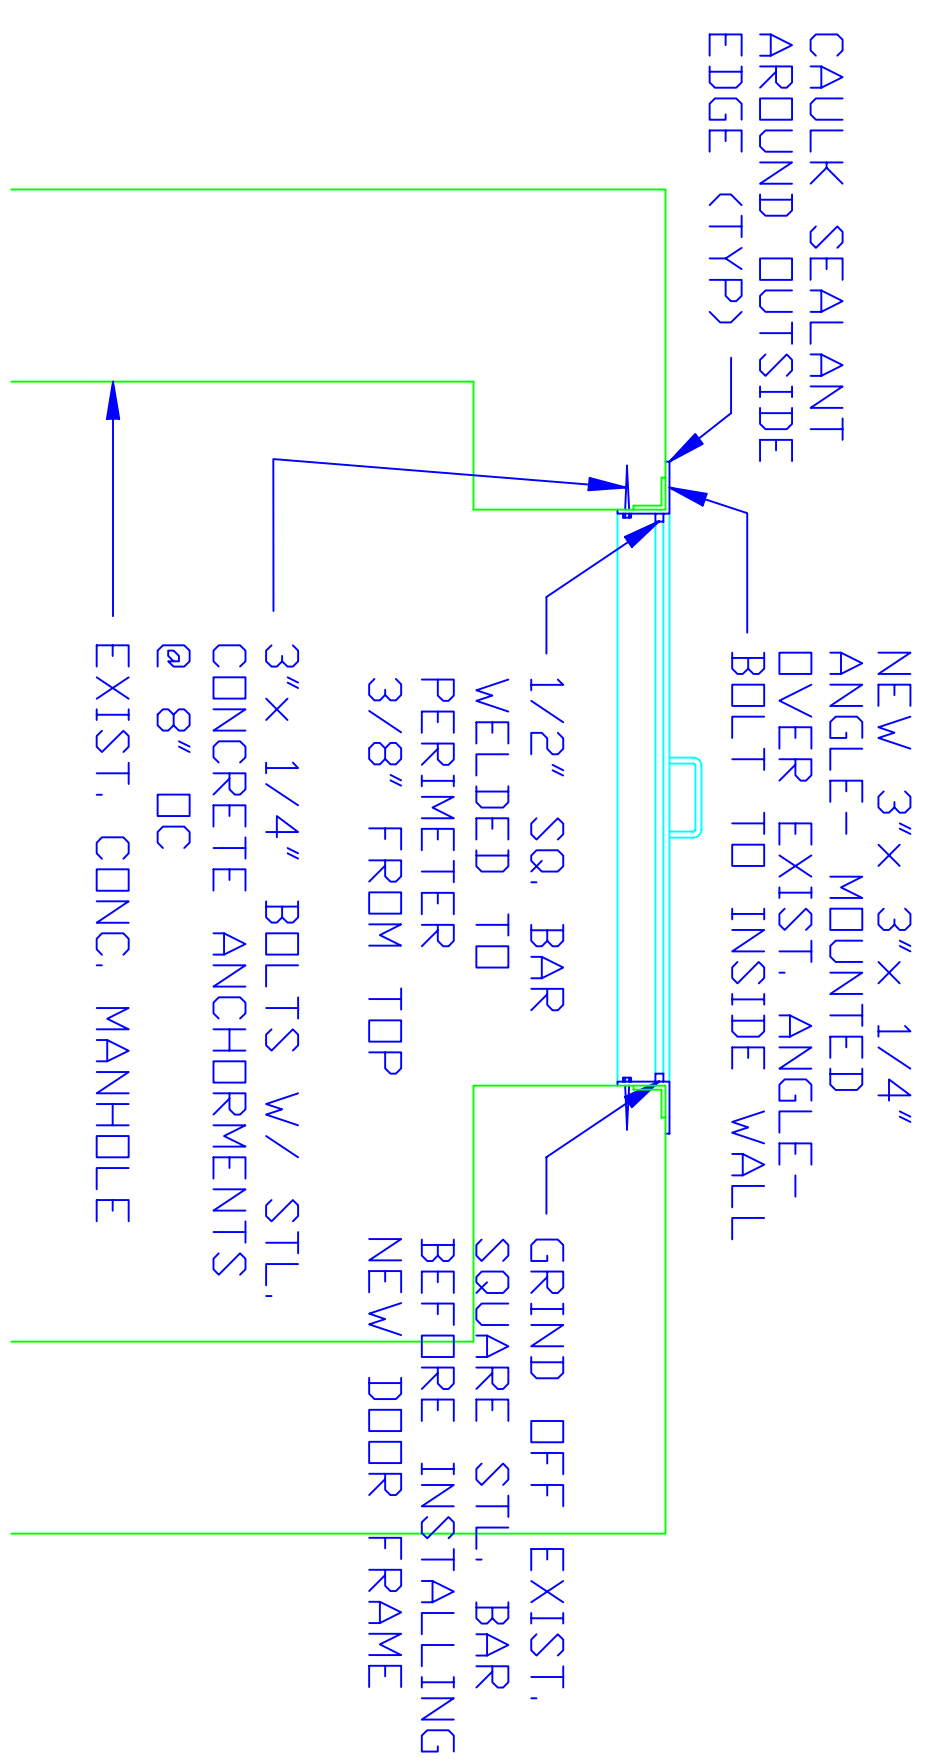 CAULK SEALANT
AROUND OUTSIDE
EDGE (TYP)
NEW 3"x 3"x 1/4"
ANGLE- MOUNTED
OVER EXIST. ANGLE-
BOLT TO INSIDE WALL
1/2" SQ. BAR
WELDED TO
PERIMETER
3/8" FROM TOP
GRIND OFF EXIST.
SQUARE STL. BAR
BEFORE INSTALLING
NEW DOOR FRAME
3"x 1/4" BOLTS W/ STL.
CONCRETE ANCHORMENTS
@ 8" OC
EXIST. CONC. MANHOLE